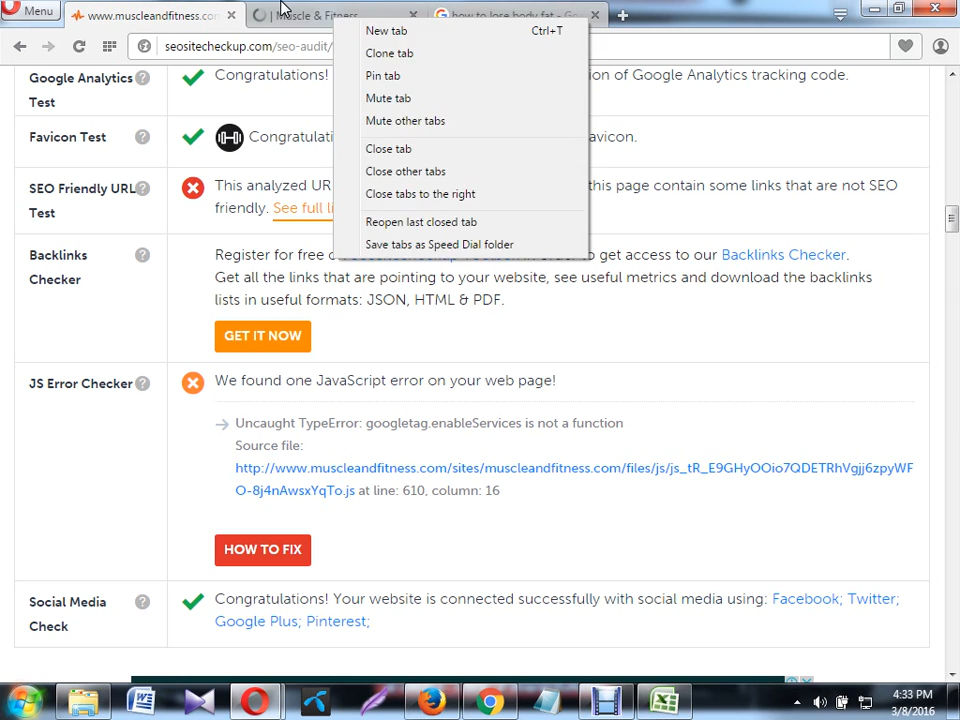 Menu
www.muscleandfitness.com
Muscle & Fitness
how to lose body fat - Go
seositecheckup.com/seo-audit/
New tab Ctrl+T
Clone tab
Pin tab
Mute tab
Mute other tabs
Close tab
Close other tabs
Close tabs to the right
Reopen last closed tab
Save tabs as Speed Dial folder
Google Analytics Test
Congratulations! ion of Google Analytics tracking code.
Favicon Test
Congratulati avicon.
SEO Friendly URL Test
This analyzed UR this page contain some links that are not SEO
friendly. See full li
Backlinks Checker
Register for free o to get access to our Backlinks Checker.
Get all the links that are pointing to your website, see useful metrics and download the backlinks
lists in useful formats: JSON, HTML & PDF.
GET IT NOW
JS Error Checker
We found one JavaScript error on your web page!
Uncaught TypeError: googletag.enableServices is not a function
Source file:
http://www.muscleandfitness.com/sites/muscleandfitness.com/files/js/js_tR_E9GHyOOio7QDETRhVgjj6zpyWF
O-8j4nAwsxYqTo.js at line: 610, column: 16
HOW TO FIX
Social Media Check
Congratulations! Your website is connected successfully with social media using: Facebook; Twitter;
Google Plus; Pinterest;
4:33 PM
3/8/2016